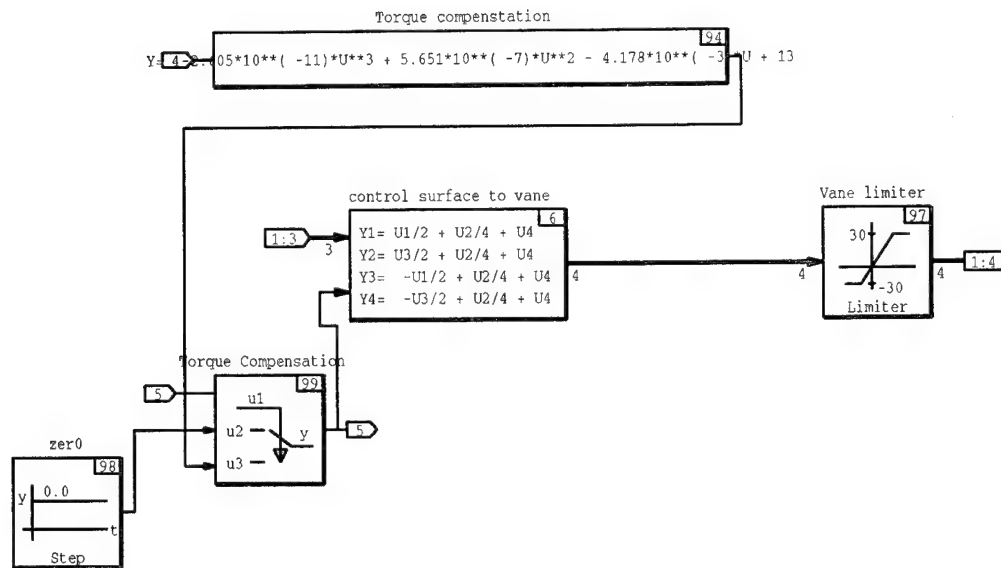 Torque compenstation
94
Y= 4 -2.05*10**( -11)*U**3 + 5.651*10**( -7)*U**2 - 4.178*10**( -3 *U + 13
control surface to vane
6
1:3
3
Y1= U1/2 + U2/4 + U4
Y2= U3/2 + U2/4 + U4
Y3= -U1/2 + U2/4 + U4
Y4= -U3/2 + U2/4 + U4
4
4
Vane limiter
97
30
-30
Limiter
4
1:4
Torque Compensation
99
5
u1
u2
y
u3
5
zer0
98
y
0.0
t
Step